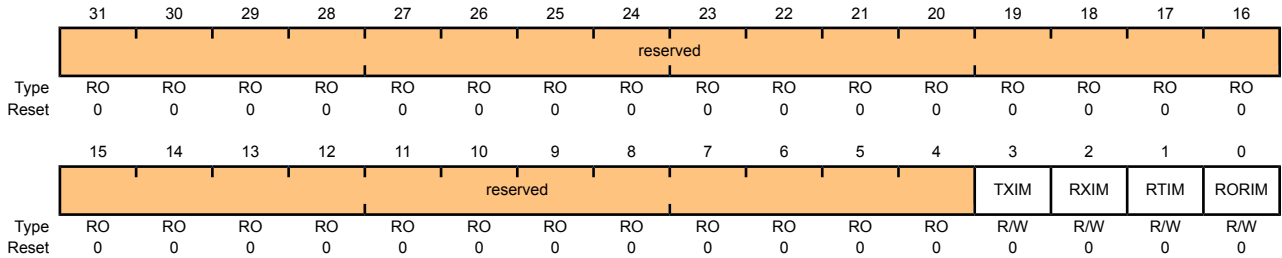 31 30 29 28 27 26 25 24 23 22 21 20 19 18 17 16
reserved
Type RO RO RO RO RO RO RO RO RO RO RO RO RO RO RO RO
Reset 0 0 0 0 0 0 0 0 0 0 0 0 0 0 0 0
15 14 13 12 11 10 9 8 7 6 5 4 3 2 1 0
reserved TXIM RXIM RTIM RORIM
Type RO RO RO RO RO RO RO RO RO RO RO RO R/W R/W R/W R/W
Reset 0 0 0 0 0 0 0 0 0 0 0 0 0 0 0 0